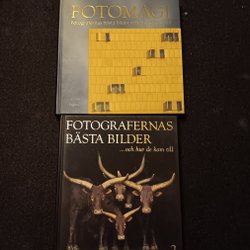 FOTOMAGI
FOTOGRAFERNAS
BÄSTA BILDER
...och hur de kom till